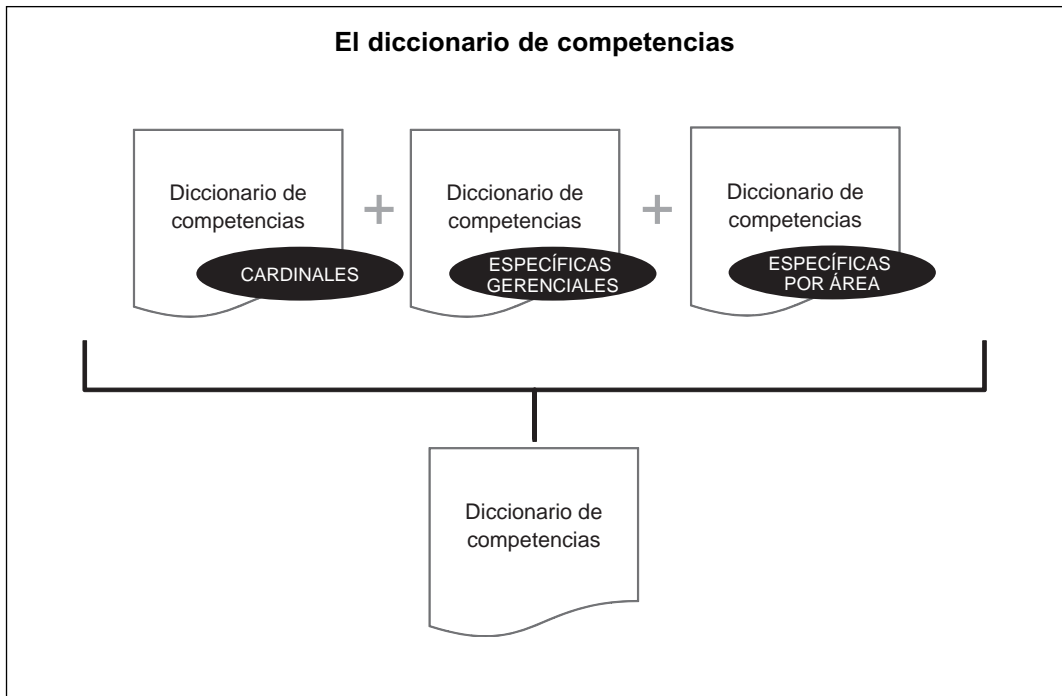 El diccionario de competencias
Diccionario de
competencias
CARDINALES
+
Diccionario de
competencias
ESPECÍFICAS
GERENCIALES
+
Diccionario de
competencias
ESPECÍFICAS
POR ÁREA
Diccionario de
competencias